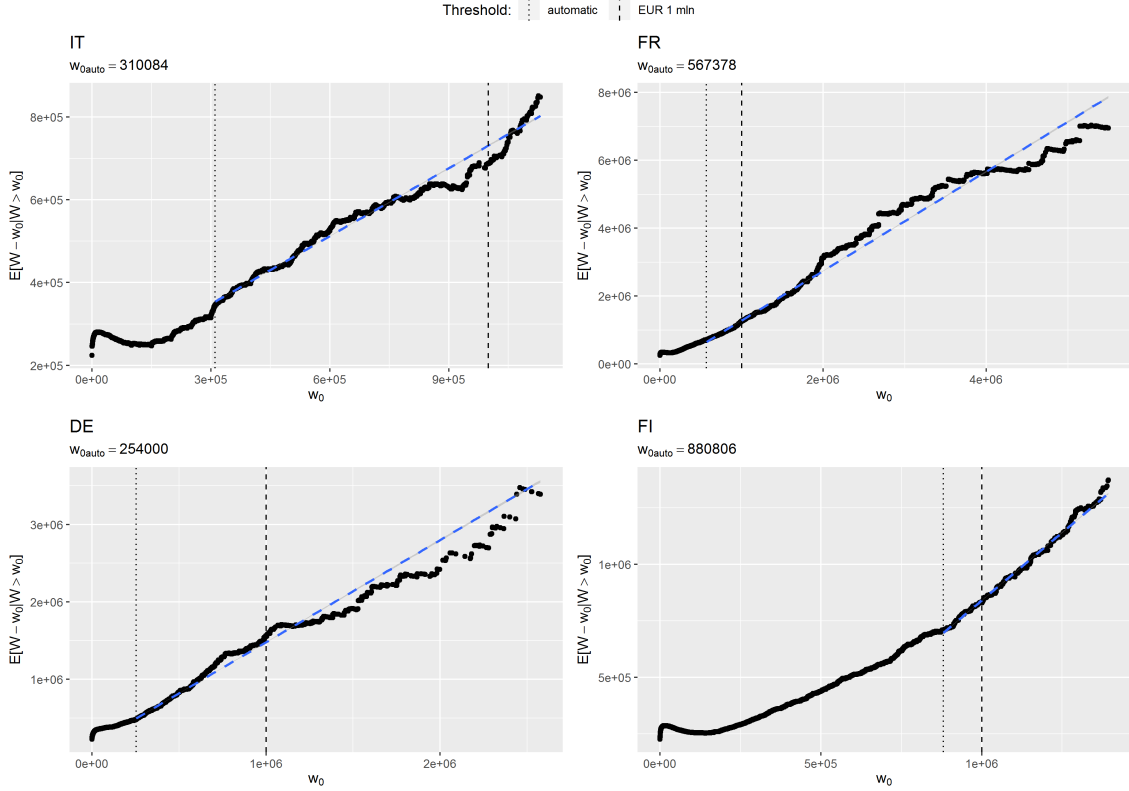 Threshold: automatic EUR 1 mln
IT
w0auto = 310084
E[W − w0|W > w0]
8e+05
6e+05
4e+05
2e+05
0e+00 3e+05 6e+05 9e+05
w0
FR
w0auto = 567378
E[W − w0|W > w0]
8e+06
6e+06
4e+06
2e+06
0e+00
0e+00 2e+06 4e+06
w0
DE
w0auto = 254000
E[W − w0|W > w0]
3e+06
2e+06
1e+06
0e+00 1e+06 2e+06
w0
FI
w0auto = 880806
E[W − w0|W > w0]
1e+06
5e+05
0e+00 5e+05 1e+06
w0